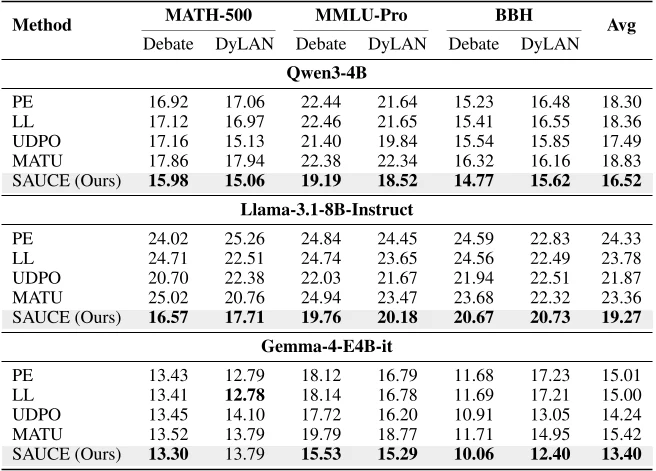 Method MATH-500 MMLU-Pro BBH Avg
Debate DyLAN Debate DyLAN Debate DyLAN
Qwen3-4B
PE 16.92 17.06 22.44 21.64 15.23 16.48 18.30
LL 17.12 16.97 22.46 21.65 15.41 16.55 18.36
UDPO 17.16 15.13 21.40 19.84 15.54 15.85 17.49
MATU 17.86 17.94 22.38 22.34 16.32 16.16 18.83
SAUCE (Ours) 15.98 15.06 19.19 18.52 14.77 15.62 16.52
Llama-3.1-8B-Instruct
PE 24.02 25.26 24.84 24.45 24.59 22.83 24.33
LL 24.71 22.51 24.74 23.65 24.56 22.49 23.78
UDPO 20.70 22.38 22.03 21.67 21.94 22.51 21.87
MATU 25.02 20.76 24.94 23.47 23.68 22.32 23.36
SAUCE (Ours) 16.57 17.71 19.76 20.18 20.67 20.73 19.27
Gemma-4-E4B-it
PE 13.43 12.79 18.12 16.79 11.68 17.23 15.01
LL 13.41 12.78 18.14 16.78 11.69 17.21 15.00
UDPO 13.45 14.10 17.72 16.20 10.91 13.05 14.24
MATU 13.52 13.79 19.79 18.77 11.71 14.95 15.42
SAUCE (Ours) 13.30 13.79 15.53 15.29 10.06 12.40 13.40